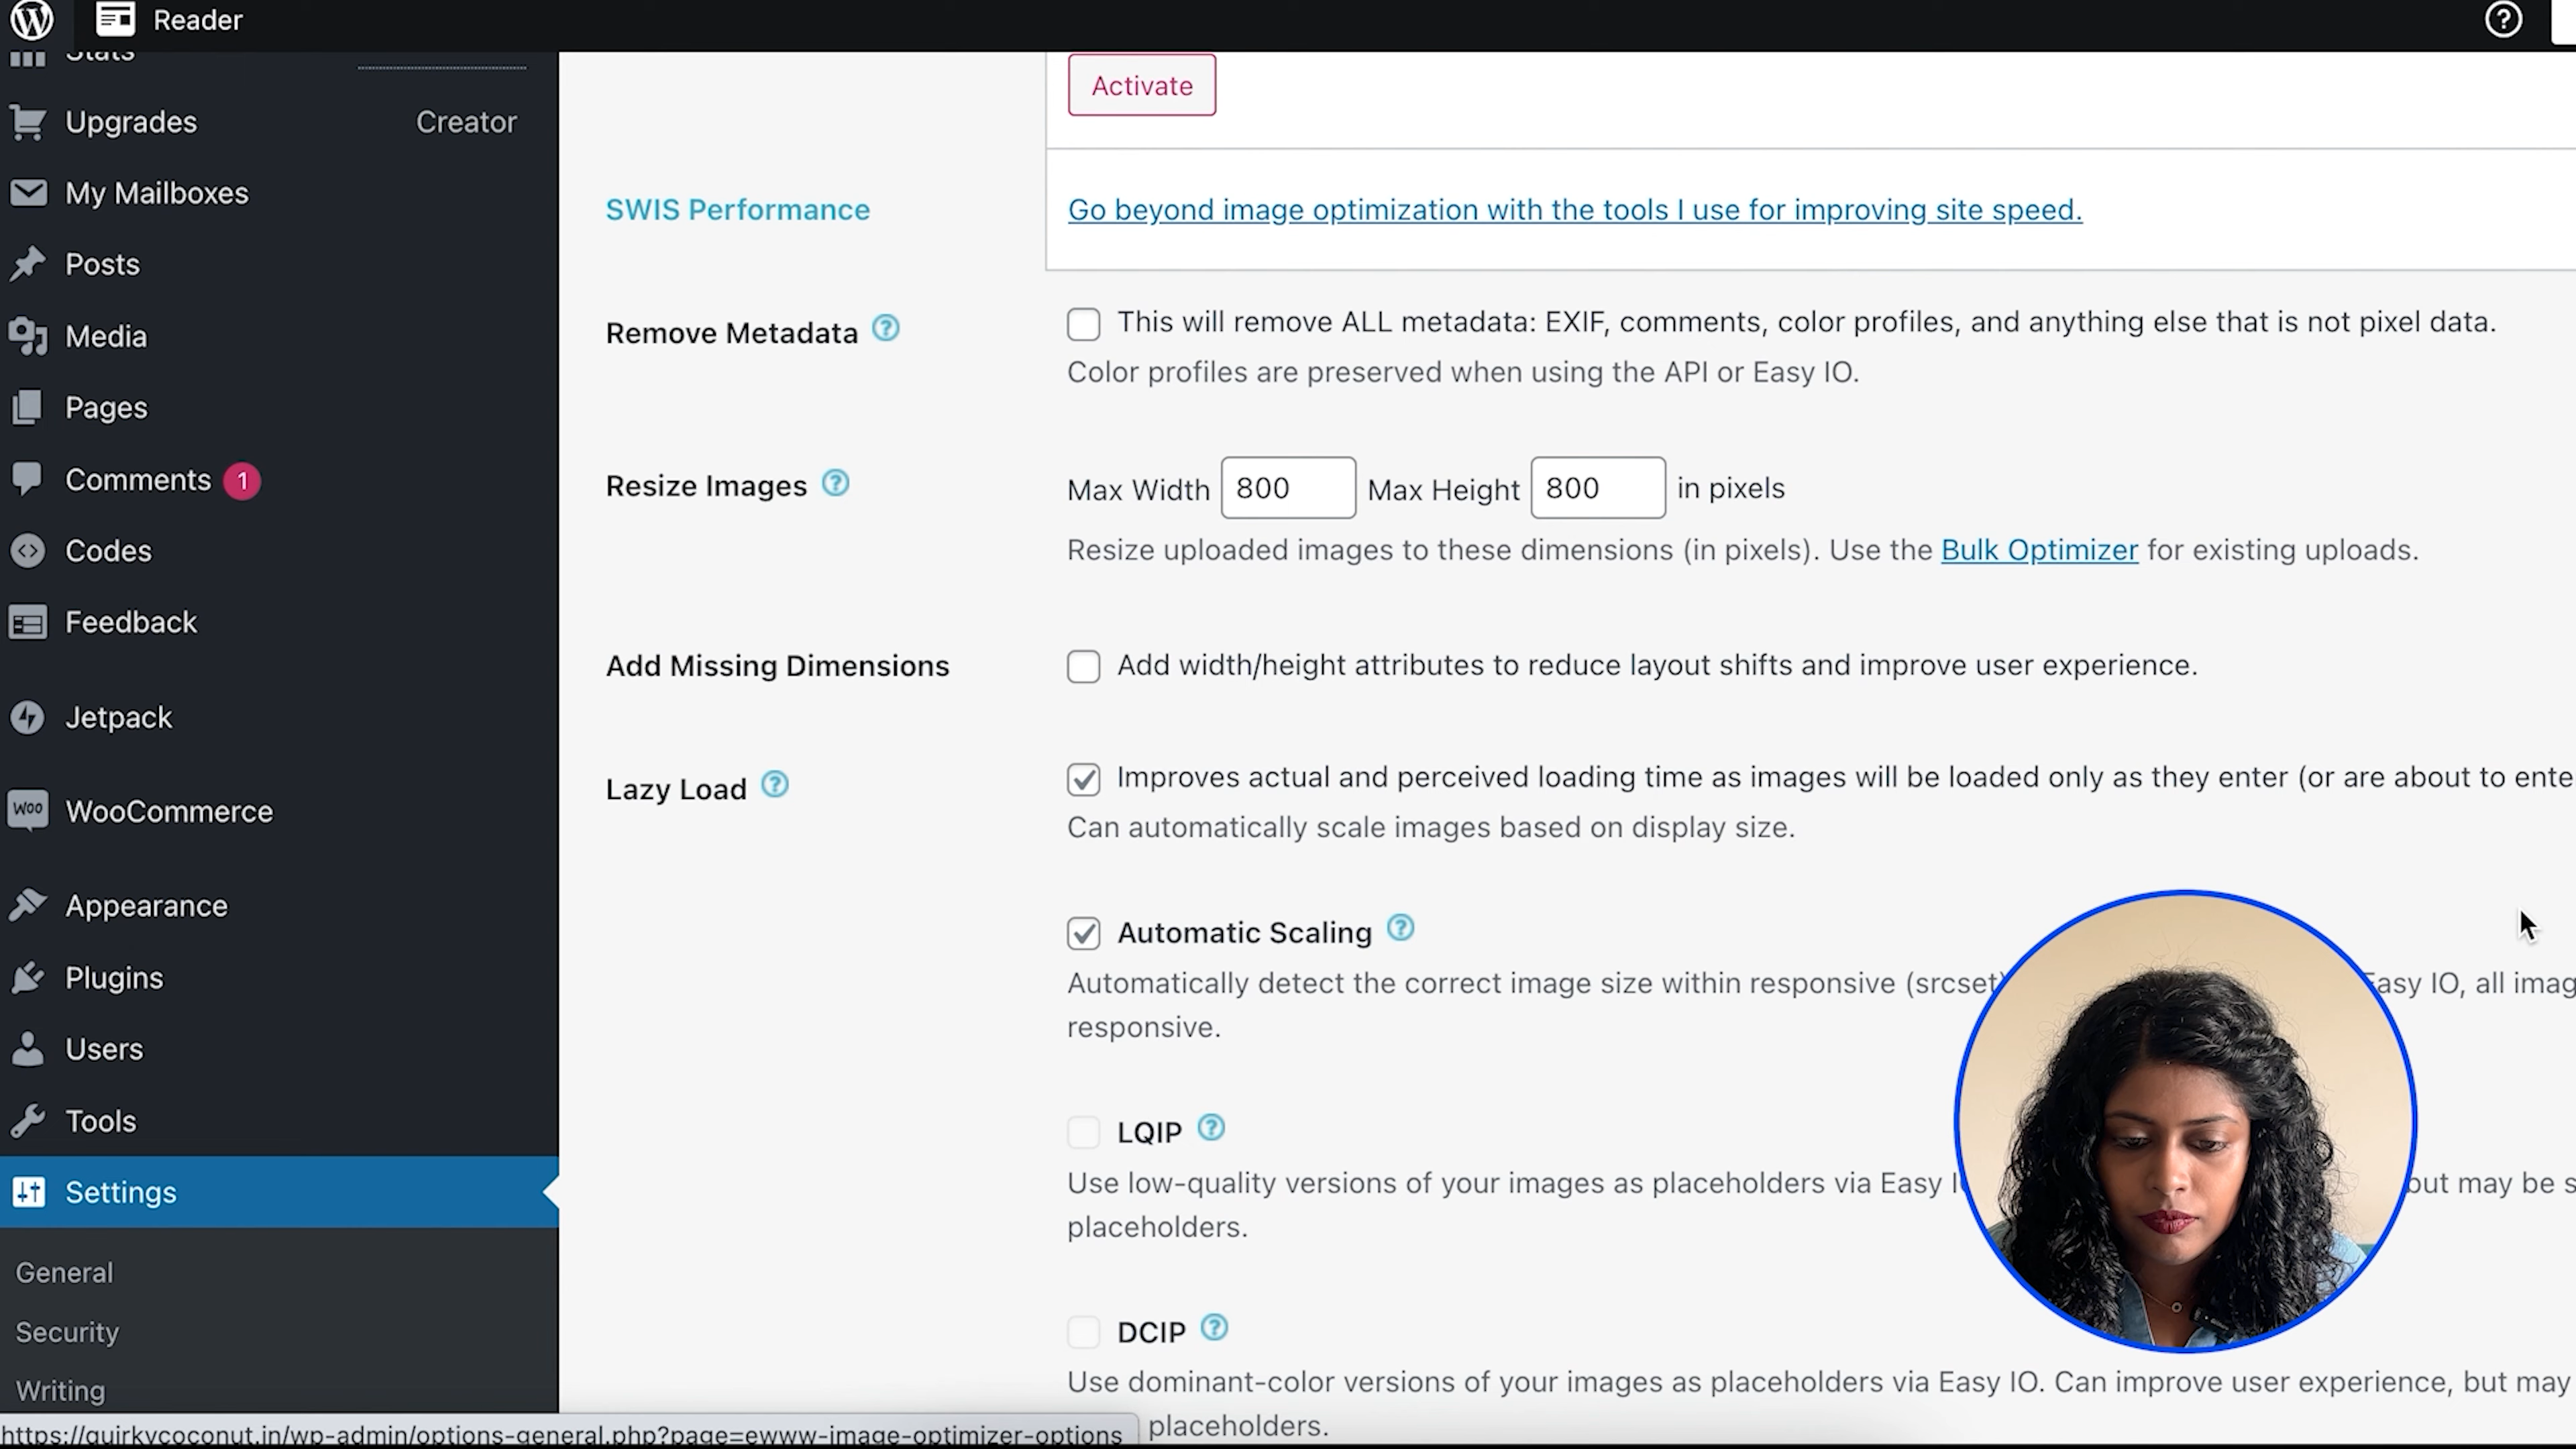 Reader
Stats
Activate
Upgrades Creator
My Mailboxes
SWIS Performance Go beyond image optimization with the tools I use for improving site speed.
Posts
Remove Metadata This will remove ALL metadata: EXIF, comments, color profiles, and anything else that is not pixel data.
Media
Color profiles are preserved when using the API or Easy IO.
Pages
Comments 1
Resize Images Max Width 800 Max Height 800 in pixels
Codes
Resize uploaded images to these dimensions (in pixels). Use the Bulk Optimizer for existing uploads.
Feedback
Add Missing Dimensions Add width/height attributes to reduce layout shifts and improve user experience.
Jetpack
Lazy Load Improves actual and perceived loading time as images will be loaded only as they enter (or are about to ente
WooCommerce
Can automatically scale images based on display size.
Appearance
Automatic Scaling
Plugins
Automatically detect the correct image size within responsive (srcset) Easy IO, all imag
responsive.
Users
Tools
LQIP
Settings
Use low-quality versions of your images as placeholders via Easy I but may be s
placeholders.
General
Security
DCIP
Writing
Use dominant-color versions of your images as placeholders via Easy IO. Can improve user experience, but may
placeholders.
https://quirkycoconut.in/wp-admin/options-general.php?page=ewww-image-optimizer-options